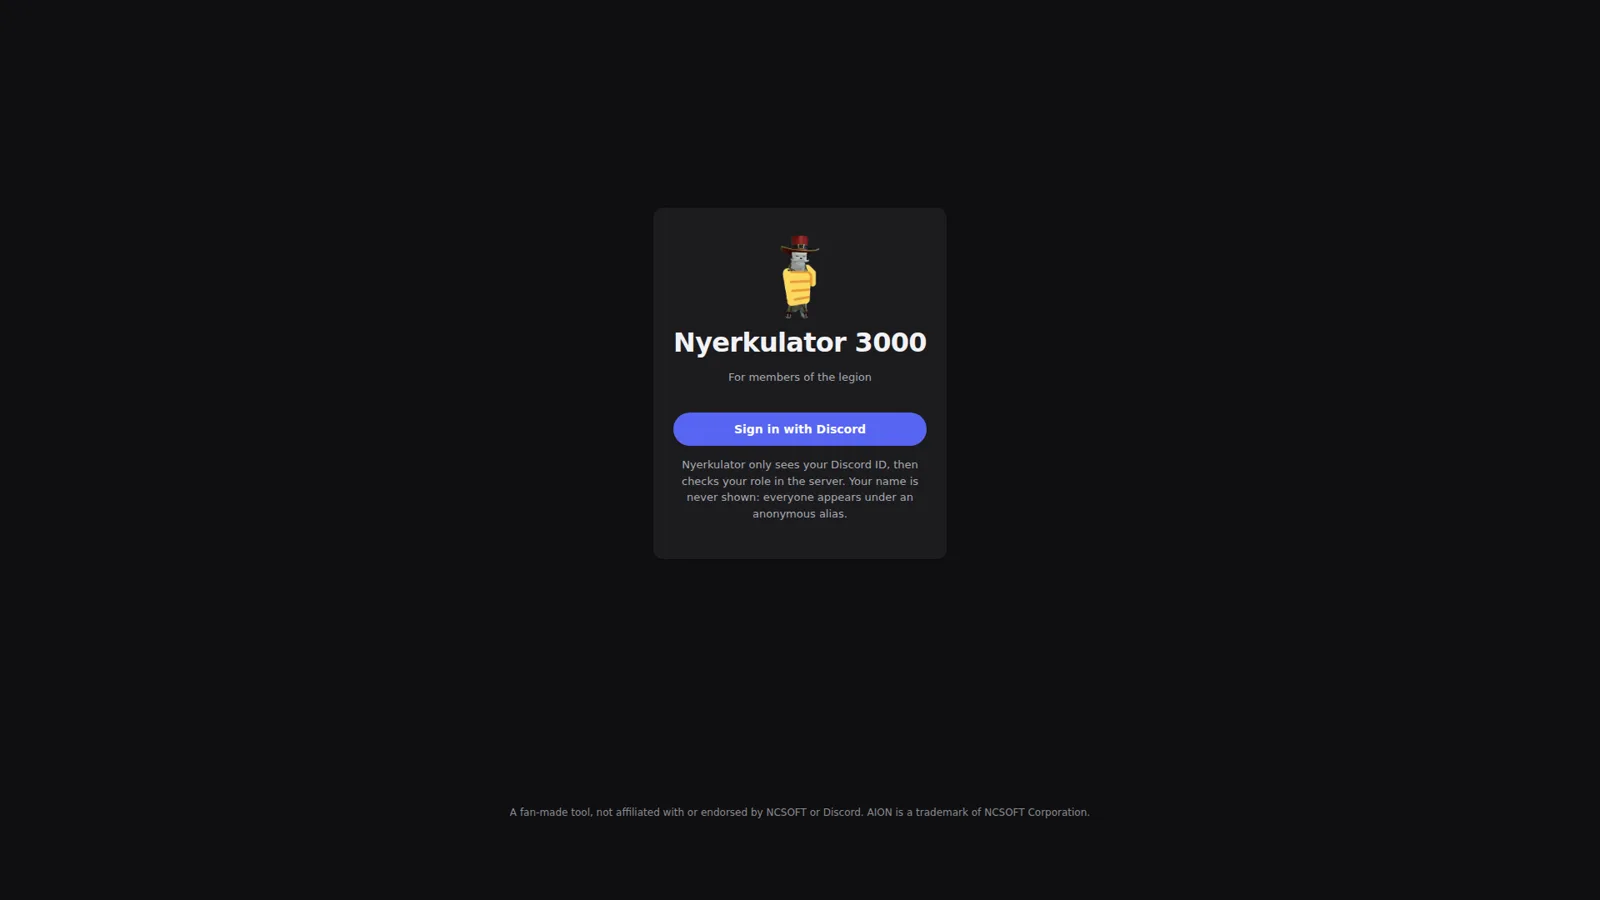 Nyerkulator 3000
For members of the legion
Sign in with Discord
Nyerkulator only sees your Discord ID, then
checks your role in the server. Your name is
never shown: everyone appears under an
anonymous alias.
A fan-made tool, not affiliated with or endorsed by NCSOFT or Discord. AION is a trademark of NCSOFT Corporation.